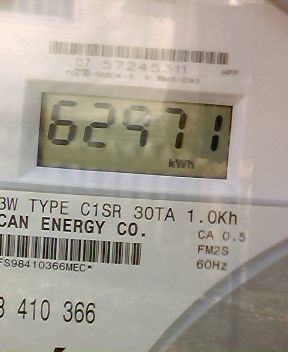 07 57245311
62971
kWh
3W TYPE C1SR 30TA 1.0Kh
CAN ENERGY CO.
CA 0.5
FM2S
60Hz
FS98410366MEC*
410 366